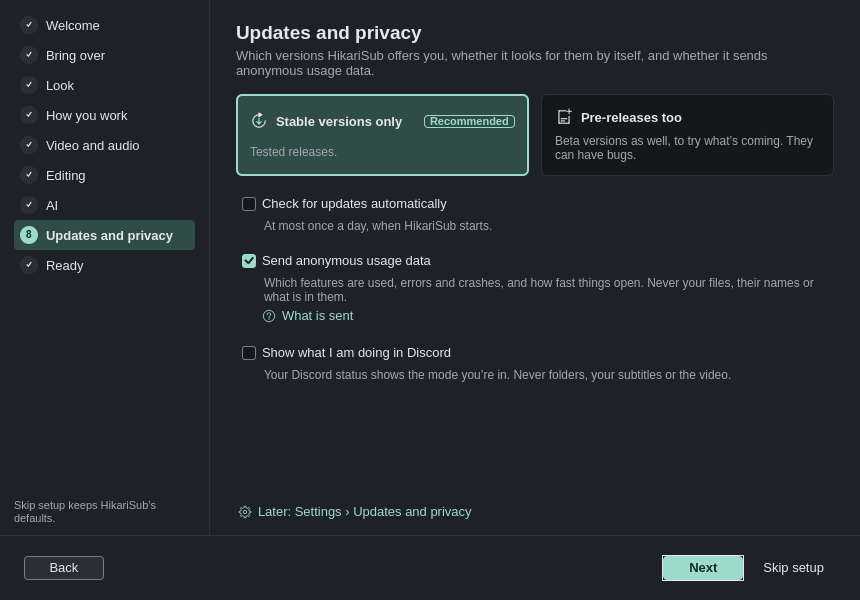 Welcome
Bring over
Look
How you work
Video and audio
Editing
AI
8 Updates and privacy
Ready
Skip setup keeps HikariSub's
defaults.
Updates and privacy
Which versions HikariSub offers you, whether it looks for them by itself, and whether it sends
anonymous usage data.
Stable versions only Recommended
Tested releases.
Pre-releases too
Beta versions as well, to try what's coming. They
can have bugs.
Check for updates automatically
At most once a day, when HikariSub starts.
Send anonymous usage data
Which features are used, errors and crashes, and how fast things open. Never your files, their names or
what is in them.
What is sent
Show what I am doing in Discord
Your Discord status shows the mode you're in. Never folders, your subtitles or the video.
Later: Settings › Updates and privacy
Back
Next
Skip setup